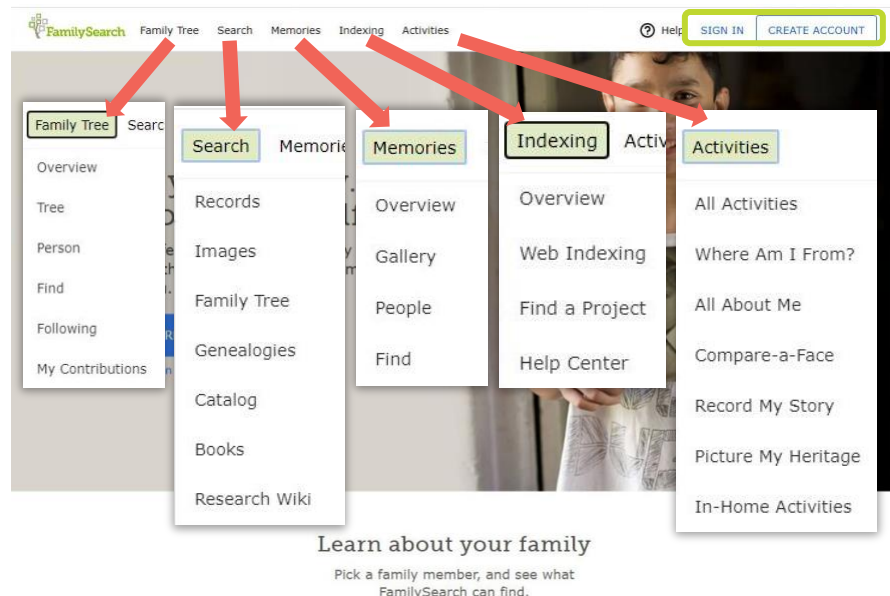 FamilySearch Family Tree Search Memories Indexing Activities Help SIGN IN CREATE ACCOUNT
Family Tree Searc
Overview
Tree
Person
Find
Following
My Contributions
Search Memorie
Records
Images
Family Tree
Genealogies
Catalog
Books
Research Wiki
Memories
Overview
Gallery
People
Find
Indexing Activ
Overview
Web Indexing
Find a Project
Help Center
Activities
All Activities
Where Am I From?
All About Me
Compare-a-Face
Record My Story
Picture My Heritage
In-Home Activities
Learn about your family
Pick a family member, and see what
FamilySearch can find.